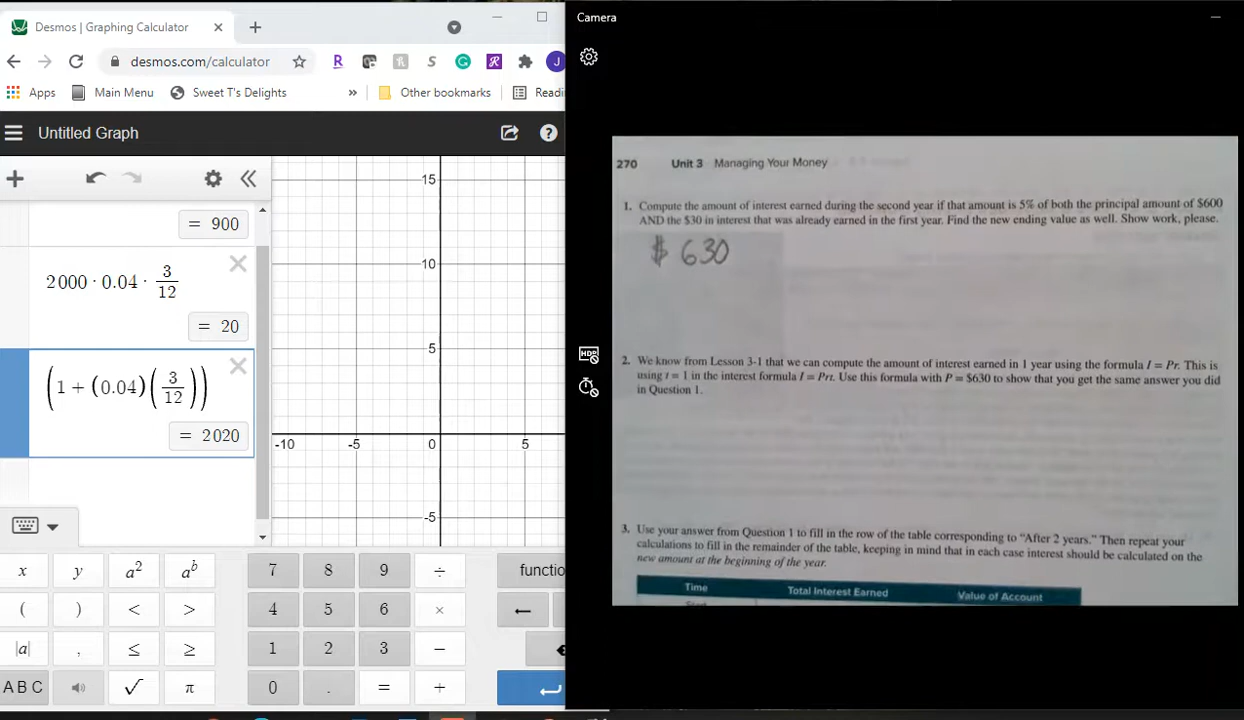 Desmos | Graphing Calculator
desmos.com/calculator
Apps Main Menu Sweet T's Delights » Other bookmarks Readi
Untitled Graph
= 900
2000 · 0.04 · 3/12
= 20
(1 + (0.04)(3/12))
= 2020
15
10
5
-10 -5 0 5
-5
x y a² aᵇ 7 8 9 ÷ functio
( ) < > 4 5 6 ×
|a| , ≤ ≥ 1 2 3 −
A B C √ π 0 . = +
Camera
HDR
270 Unit 3 Managing Your Money
1. Compute the amount of interest earned during the second year if that amount is 5% of both the principal amount of $600
AND the $30 in interest that was already earned in the first year. Find the new ending value as well. Show work, please.
$ 630
2. We know from Lesson 3-1 that we can compute the amount of interest earned in 1 year using the formula I = Pr. This is
using t = 1 in the interest formula I = Prt. Use this formula with P = $630 to show that you get the same answer you did
in Question 1.
3. Use your answer from Question 1 to fill in the row of the table corresponding to “After 2 years.” Then repeat your
calculations to fill in the remainder of the table, keeping in mind that in each case interest should be calculated on the
new amount at the beginning of the year.
Time Total Interest Earned Value of Account